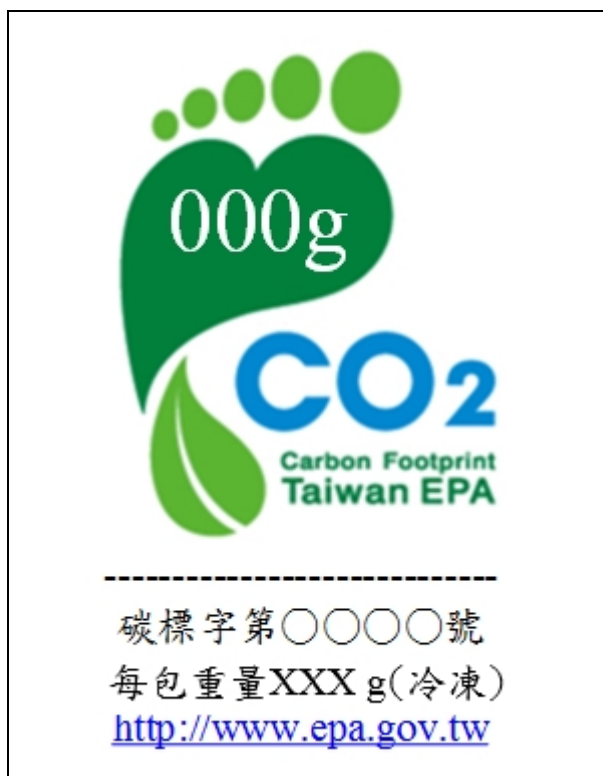 000g
CO2
Carbon Footprint
Taiwan EPA
-----------------------------
碳標字第○○○○號
每包重量XXX g(冷凍)
http://www.epa.gov.tw